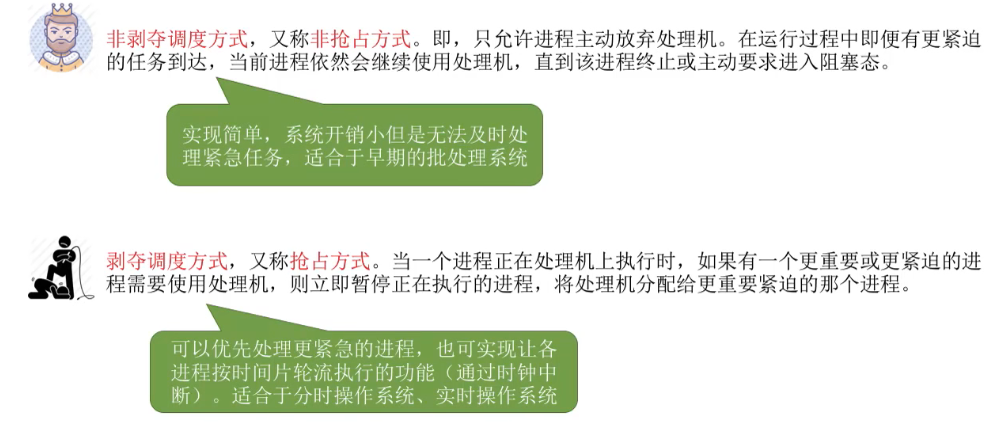 非剥夺调度方式，又称非抢占方式。即，只允许进程主动放弃处理机。在运行过程中即便有更紧迫
的任务到达，当前进程依然会继续使用处理机，直到该进程终止或主动要求进入阻塞态。
实现简单，系统开销小但是无法及时处
理紧急任务，适合于早期的批处理系统
剥夺调度方式，又称抢占方式。当一个进程正在处理机上执行时，如果有一个更重要或更紧迫的进
程需要使用处理机，则立即暂停正在执行的进程，将处理机分配给更重要紧迫的那个进程。
可以优先处理更紧急的进程，也可实现让各
进程按时间片轮流执行的功能（通过时钟中
断）。适合于分时操作系统、实时操作系统